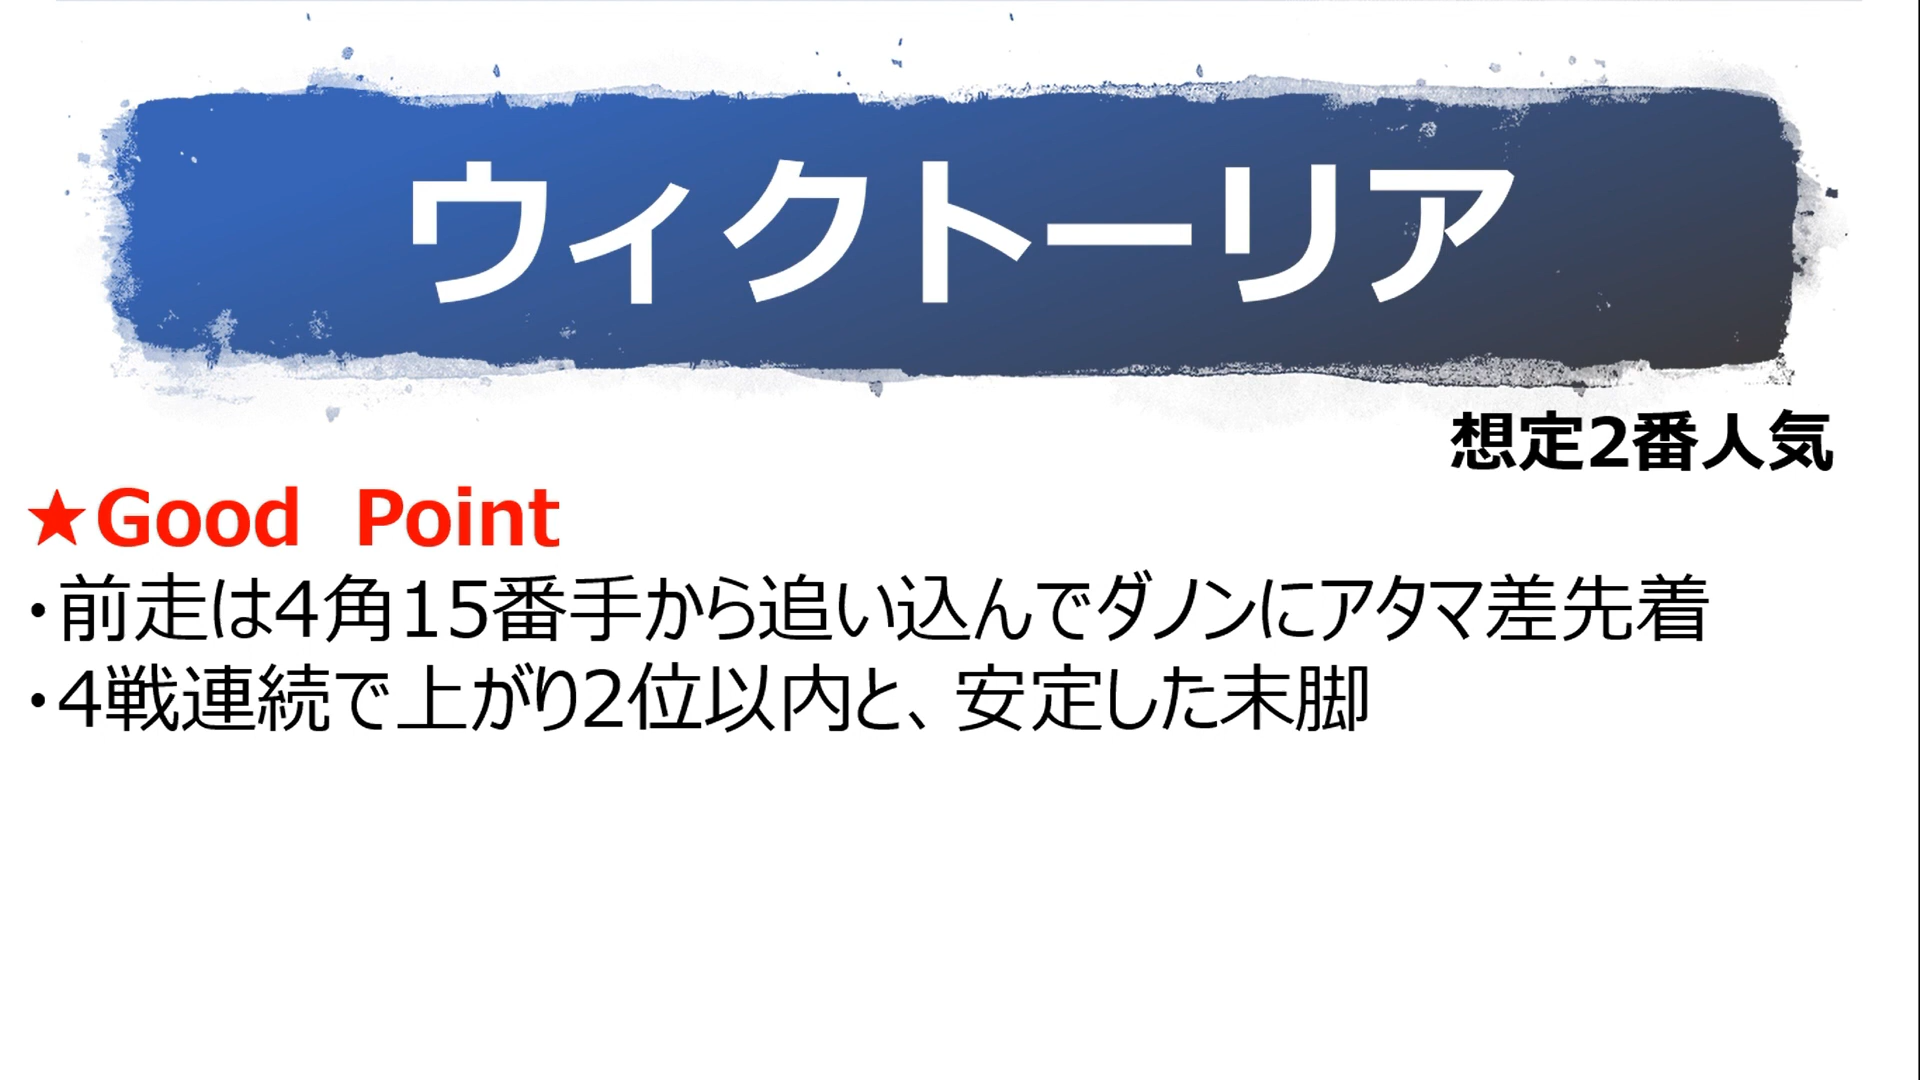 ウィクトーリア
想定2番人気
★Good　Point
・前走は4角15番手から追い込んでダノンにアタマ差先着
・4戦連続で上がり2位以内と、安定した末脚